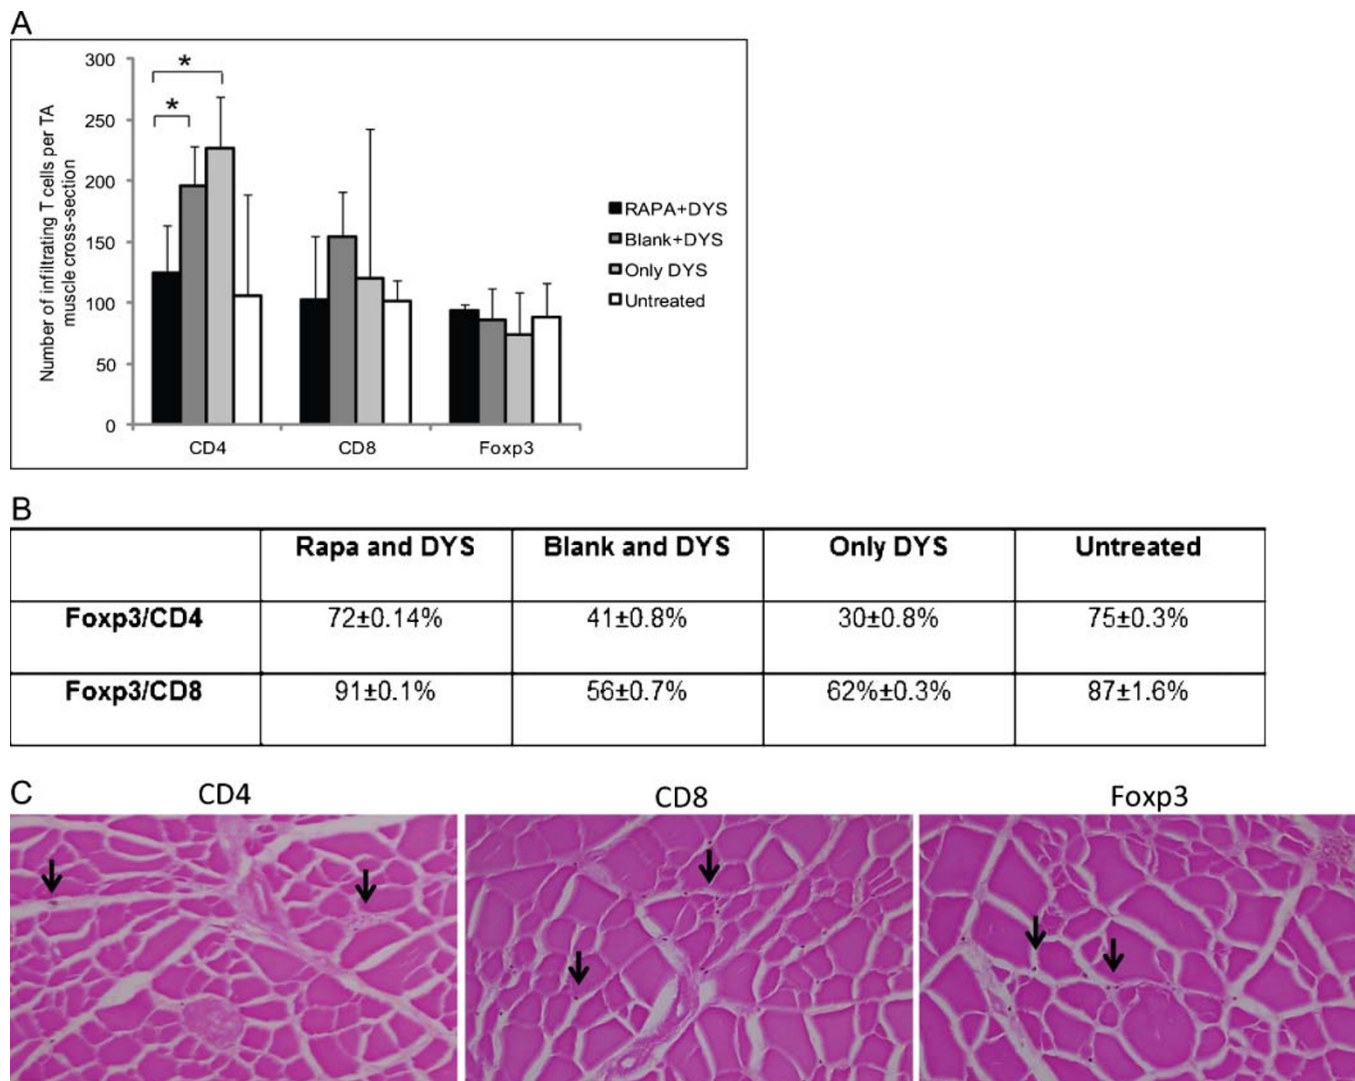 A
Number of infiltrating T cells per TA
muscle cross-section
300
250
200
150
100
50
0
*
*
CD4
CD8
Foxp3
RAPA+DYS
Blank+DYS
Only DYS
Untreated
B
Rapa and DYS Blank and DYS Only DYS Untreated
Foxp3/CD4 72±0.14% 41±0.8% 30±0.8% 75±0.3%
Foxp3/CD8 91±0.1% 56±0.7% 62%±0.3% 87±1.6%
C
CD4 CD8 Foxp3